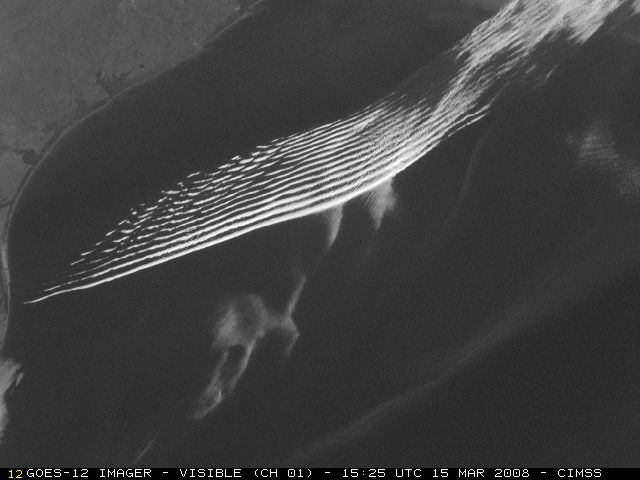 12 GOES-12 IMAGER - VISIBLE (CH 01) - 15:25 UTC 15 MAR 2008 - CIMSS